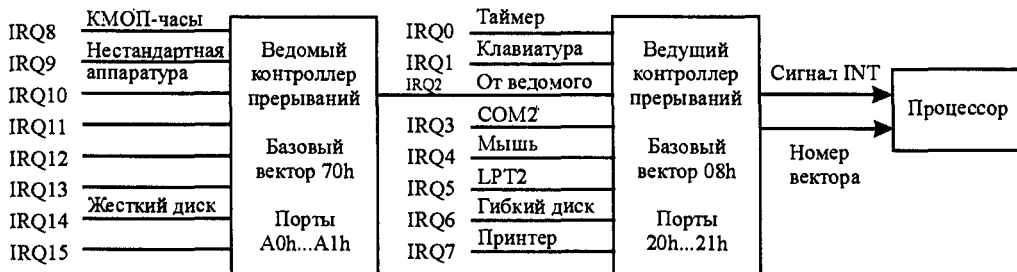 IRQ8
КМОП-часы
IRQ9
Нестандартная
аппаратура
IRQ10
IRQ11
IRQ12
IRQ13
IRQ14
Жесткий диск
IRQ15
Ведомый
контроллер
прерываний
Базовый
вектор 70h
Порты
A0h...A1h
IRQ0
Таймер
IRQ1
Клавиатура
IRQ2
От ведомого
IRQ3
COM2
IRQ4
Мышь
IRQ5
LPT2
IRQ6
Гибкий диск
IRQ7
Принтер
Ведущий
контроллер
прерываний
Базовый
вектор 08h
Порты
20h...21h
Сигнал INT
Номер
вектора
Процессор